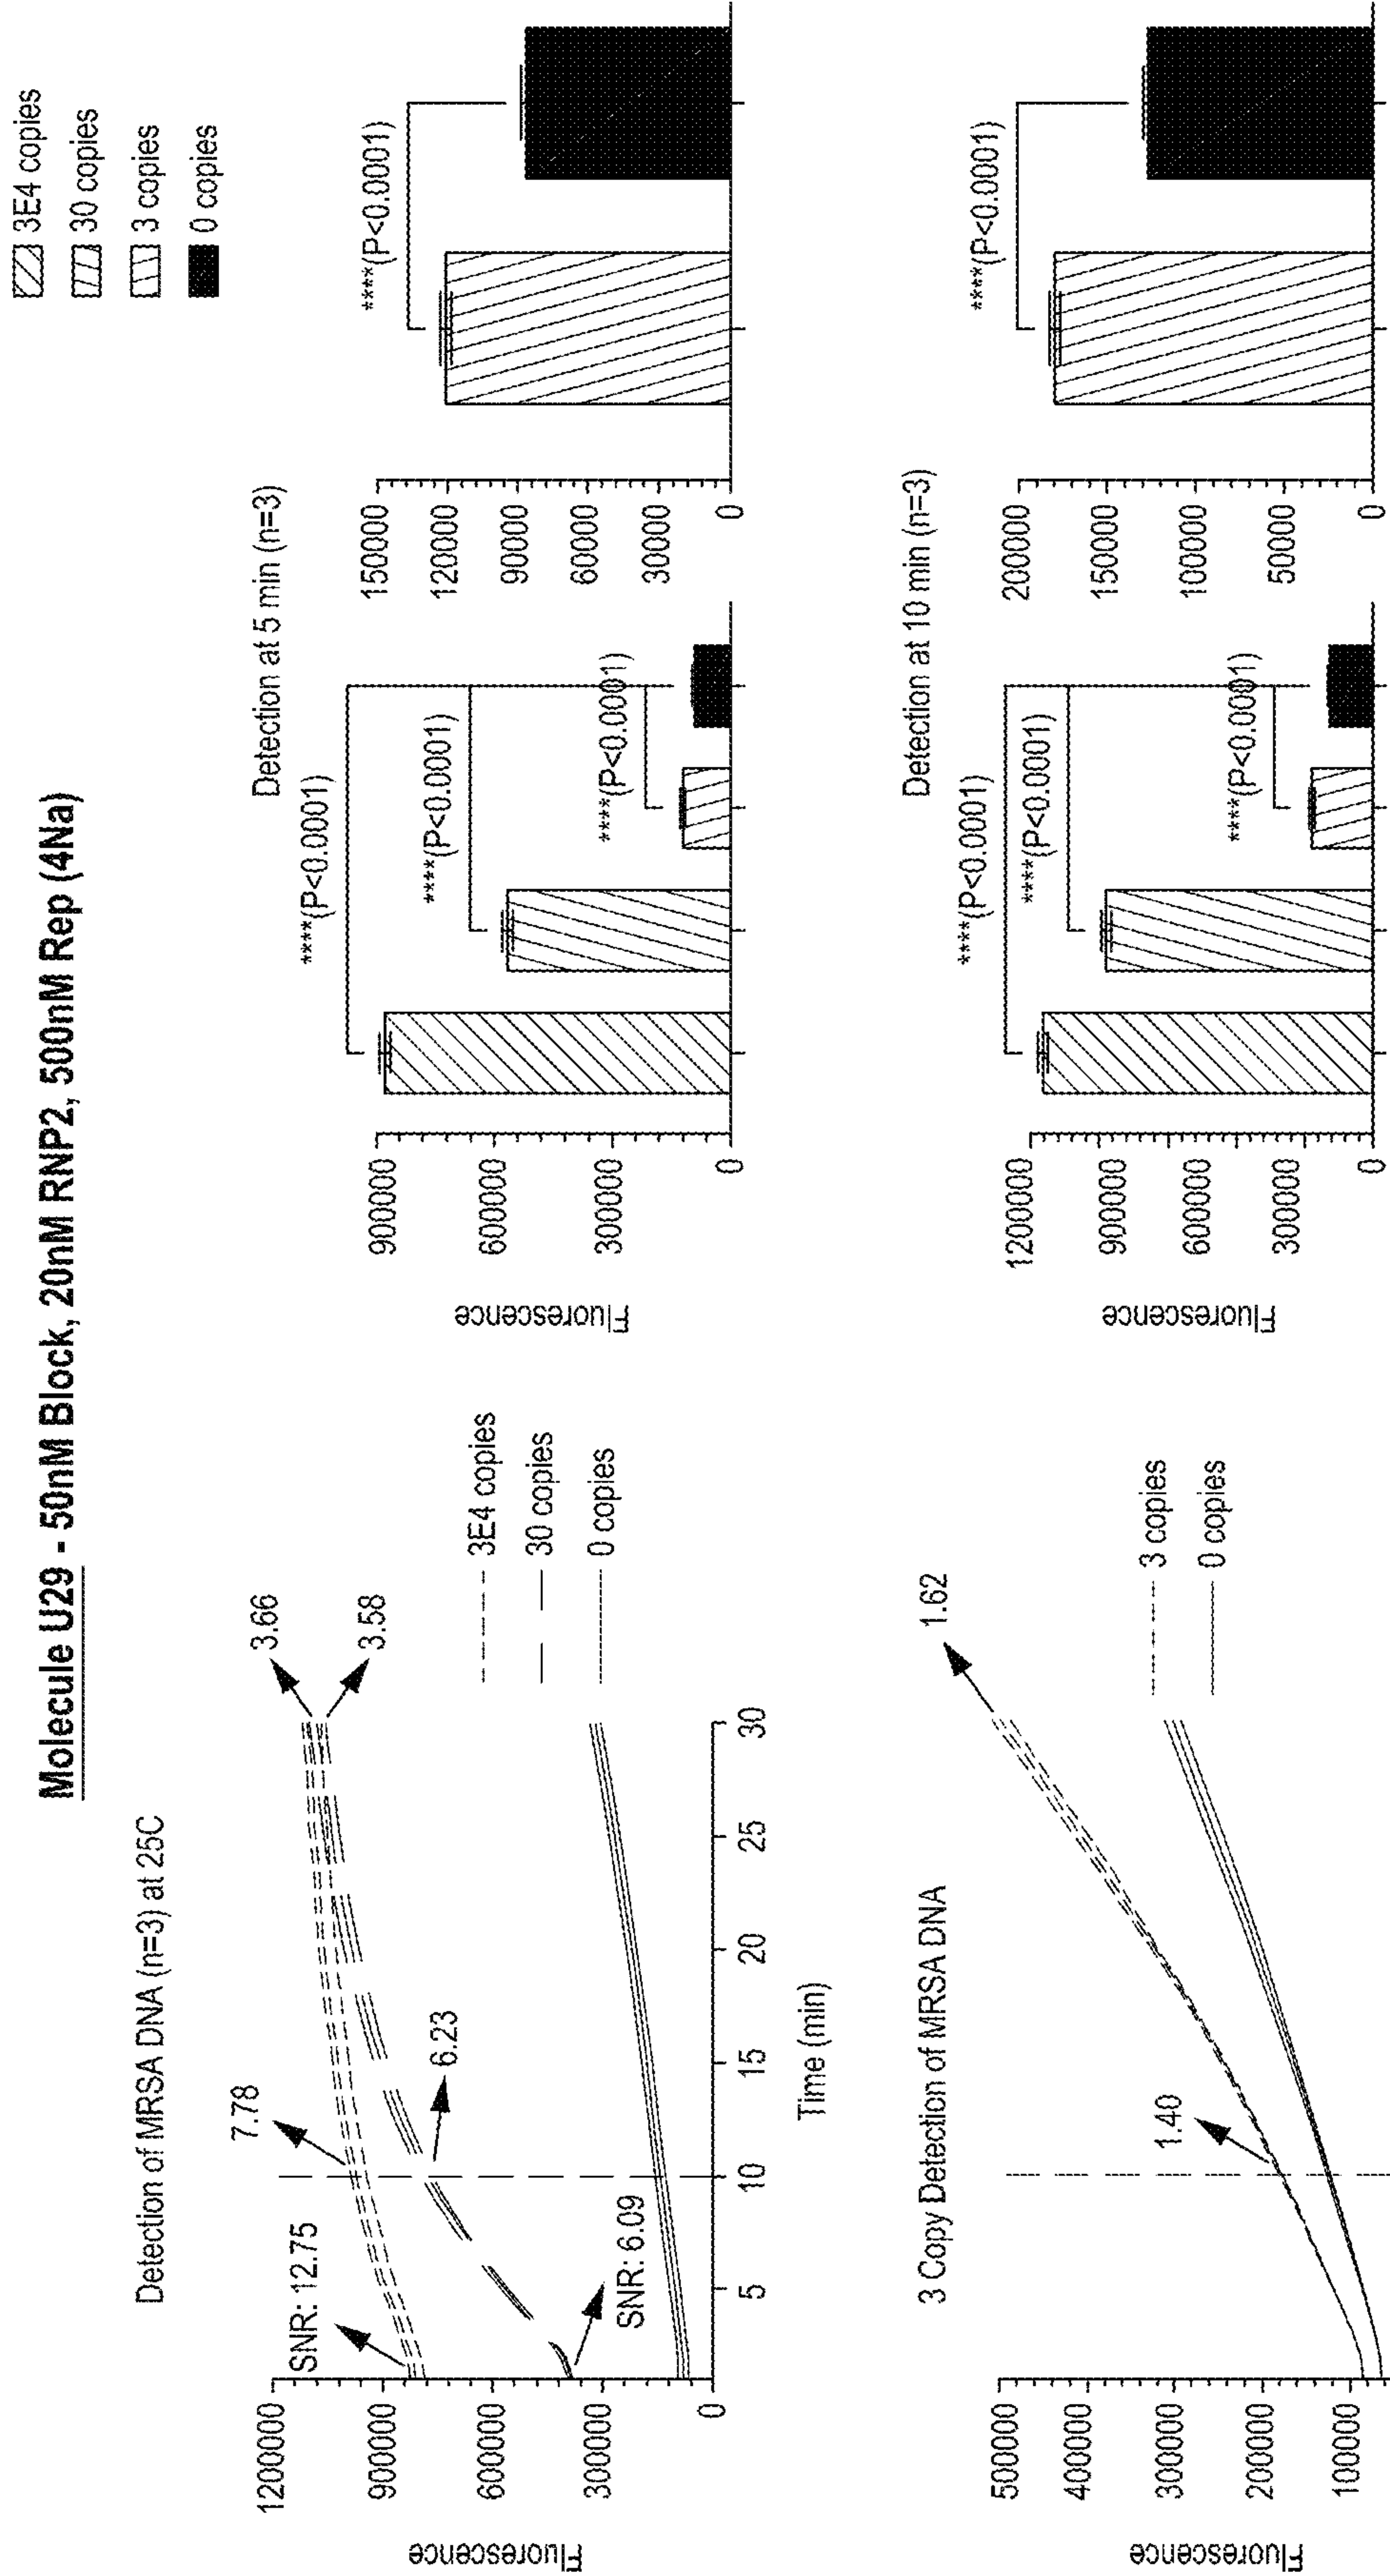 Molecule U29 - 50nM Block, 20nM RNP2, 500nM Rep (4Na)
3E4 copies
30 copies
3 copies
0 copies
Detection of MRSA DNA (n=3) at 25C
Fluorescence
1200000
900000
600000
300000
0
5
10
15
20
25
30
Time (min)
SNR: 12.75
7.78
3.66
3.58
6.23
SNR: 6.09
3E4 copies
30 copies
0 copies
Detection at 5 min (n=3)
Fluorescence
900000
600000
300000
0
****(P<0.0001)
****(P<0.0001)
****(P<0.0001)
150000
120000
90000
60000
30000
0
****(P<0.0001)
3 Copy Detection of MRSA DNA
Fluorescence
500000
400000
300000
200000
100000
1.40
1.62
3 copies
0 copies
Detection at 10 min (n=3)
Fluorescence
1200000
900000
600000
300000
0
****(P<0.0001)
****(P<0.0001)
****(P<0.0001)
200000
150000
100000
50000
0
****(P<0.0001)